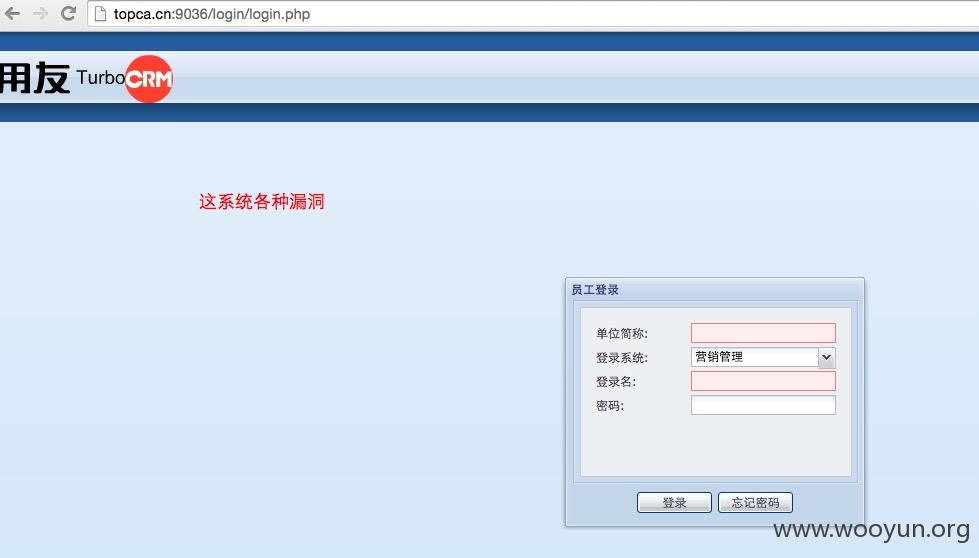 topca.cn:9036/login/login.php
用友 TurboCRM
这系统各种漏洞
员工登录
单位简称:
登录系统: 营销管理
登录名:
密码:
登录 忘记密码
www.wooyun.org